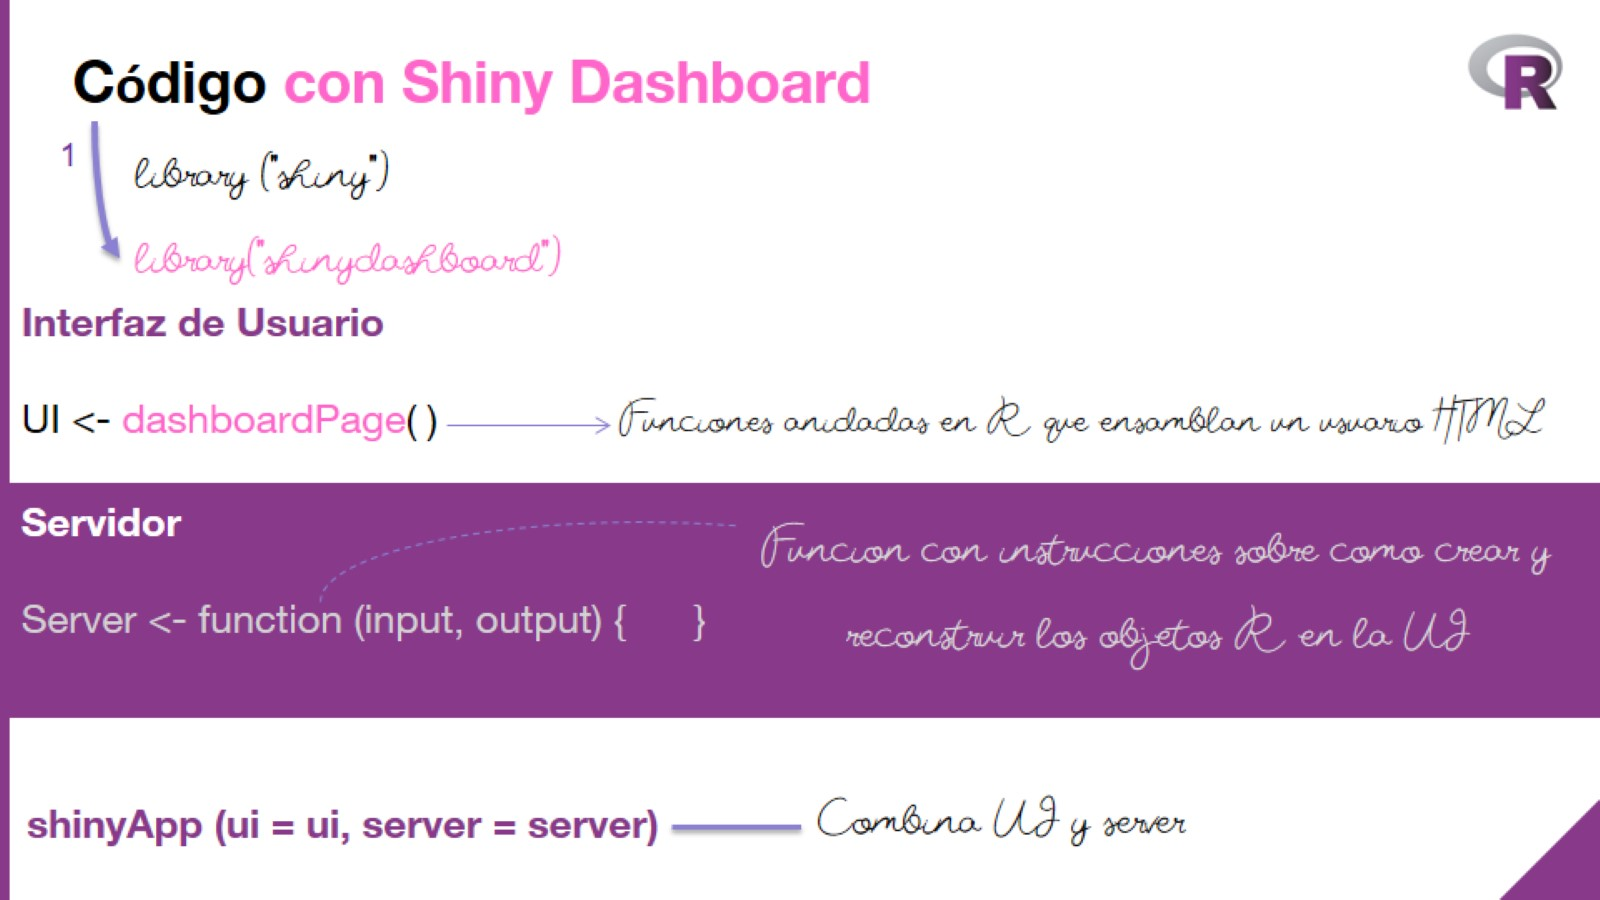 Código con Shiny Dashboard
R
1
library ("shiny")
library("shinydashboard")
Interfaz de Usuario
UI <- dashboardPage( )
Funciones anidadas en R que ensamblan un usuario HTML
Servidor
Funcion con instrucciones sobre como crear y
Server <- function (input, output) { }
reconstruir los objetos R en la UI
shinyApp (ui = ui, server = server)
Combina UI y server